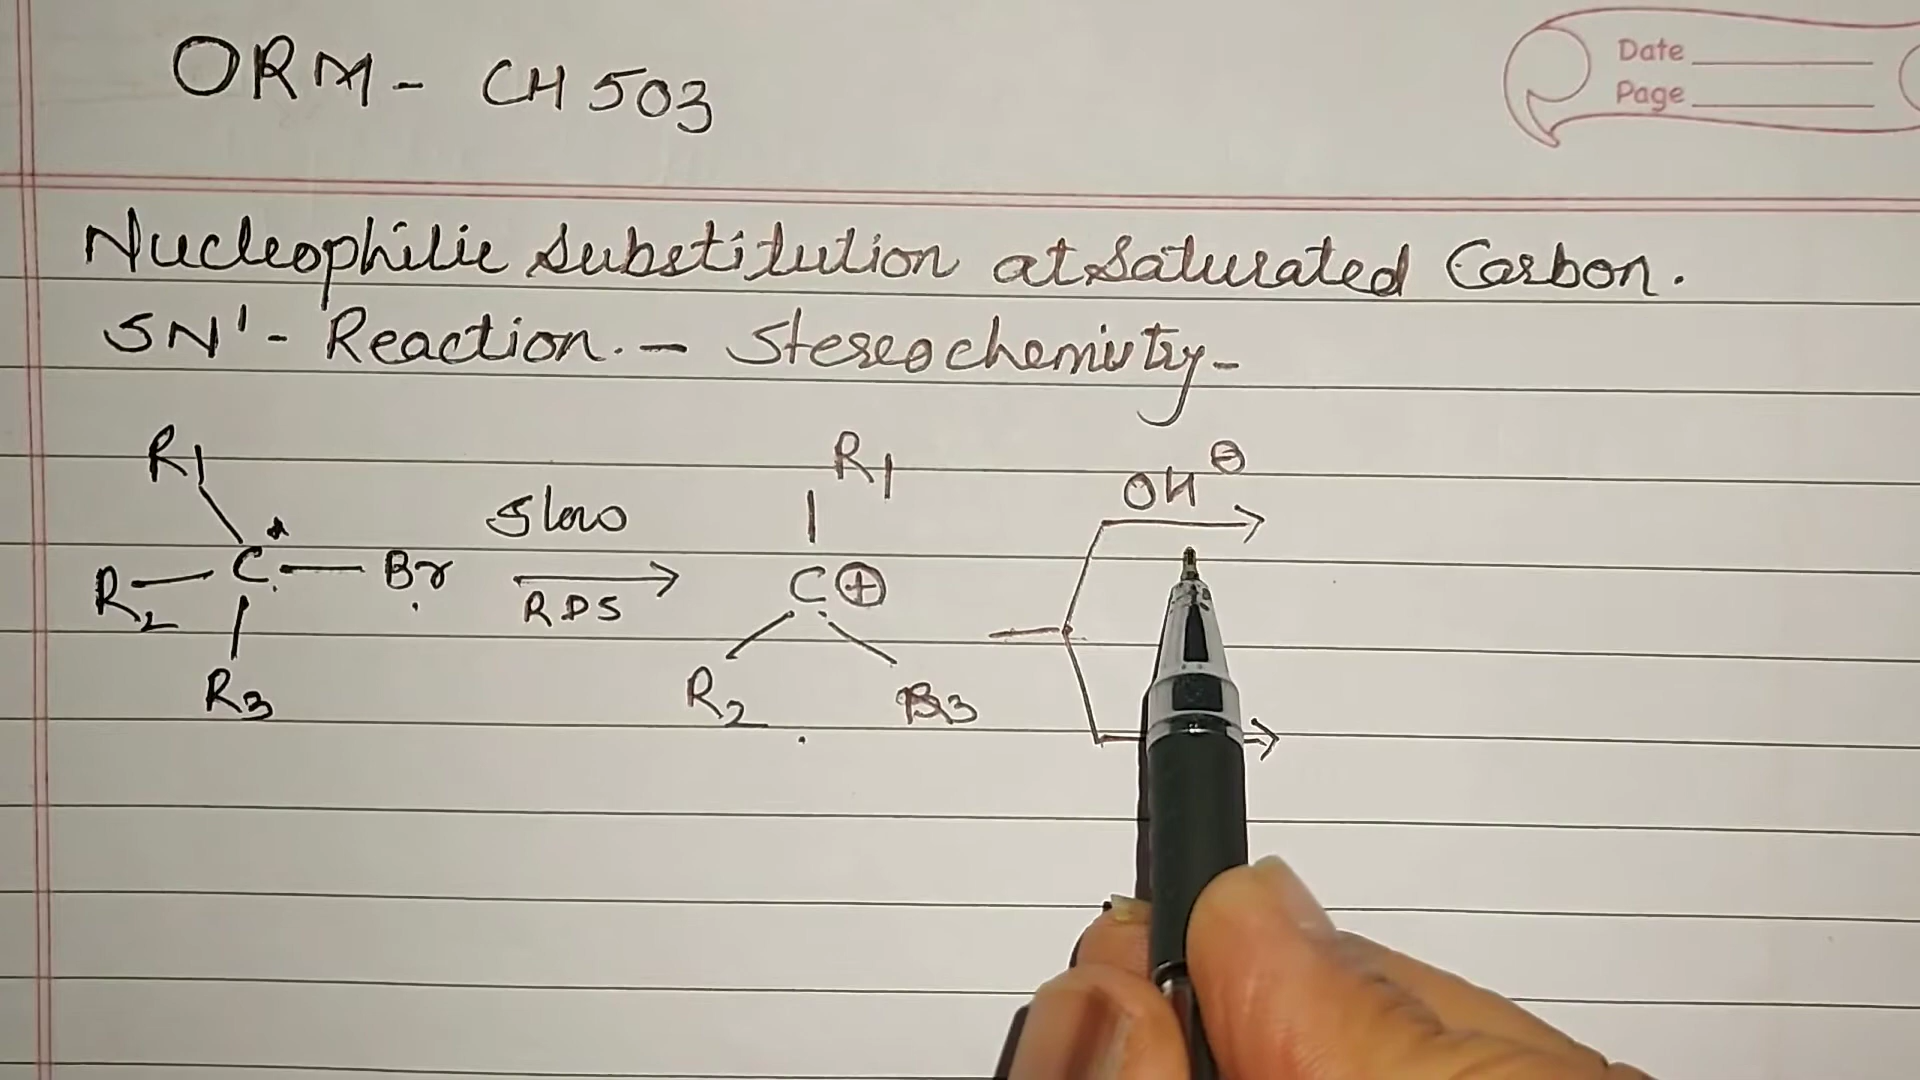 ORM - CH 503
Date
Page
Nucleophilic Substitution at Saturated Carbon.
SN1 - Reaction. - Stereochemistry -
R1
R1
OH⊖
Slow
R2 — C* — Br
RDS
C⊕
R3
R2
R3